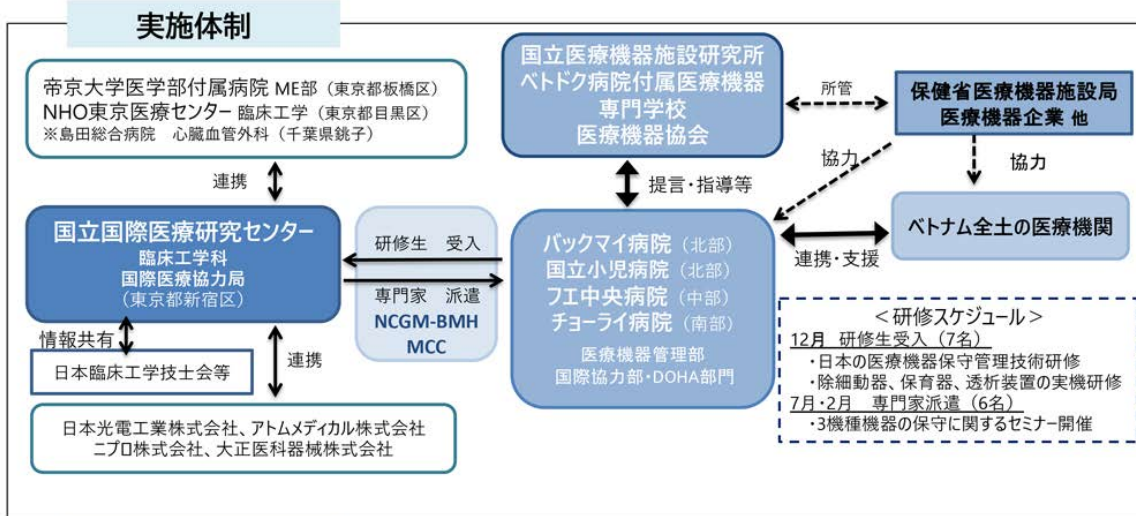 実施体制
帝京大学医学部付属病院 ME部（東京都板橋区）
NHO東京医療センター 臨床工学（東京都目黒区）
※島田総合病院　心臓血管外科（千葉県銚子）
連携
国立国際医療研究センター
臨床工学科
国際医療協力局
（東京都新宿区）
情報共有
日本臨床工学技士会等
連携
日本光電工業株式会社、アトムメディカル株式会社
ニプロ株式会社、大正医科器械株式会社
研修生　受入
専門家　派遣
NCGM-BMH
MCC
国立医療機器施設研究所
ベトドク病院付属医療機器
専門学校
医療機器協会
提言・指導等
バックマイ病院（北部）
国立小児病院（北部）
フエ中央病院（中部）
チョーライ病院（南部）
医療機器管理部
国際協力部・DOHA部門
所管
保健省医療機器施設局
医療機器企業 他
協力
協力
ベトナム全土の医療機関
連携・支援
＜研修スケジュール＞
12月 研修生受入（7名）
・日本の医療機器保守管理技術研修
・除細動器、保育器、透析装置の実機研修
7月・2月　専門家派遣（6名）
・3機種機器の保守に関するセミナー開催